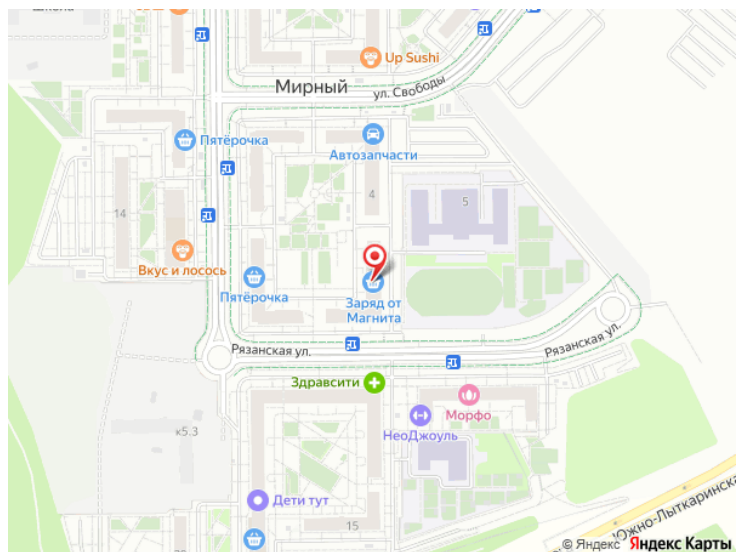 Up Sushi
Мирный
ул. Свободы
Пятёрочка
Автозапчасти
4
5
14
Вкус и лосось
Пятёрочка
Заряд от
Магнита
Рязанская ул.
Рязанская ул.
Здравсити
Морфо
НеоДжоуль
к5.3
Дети тут
15
Южно-Лыткаринска
© Яндекс Яндекс Карты